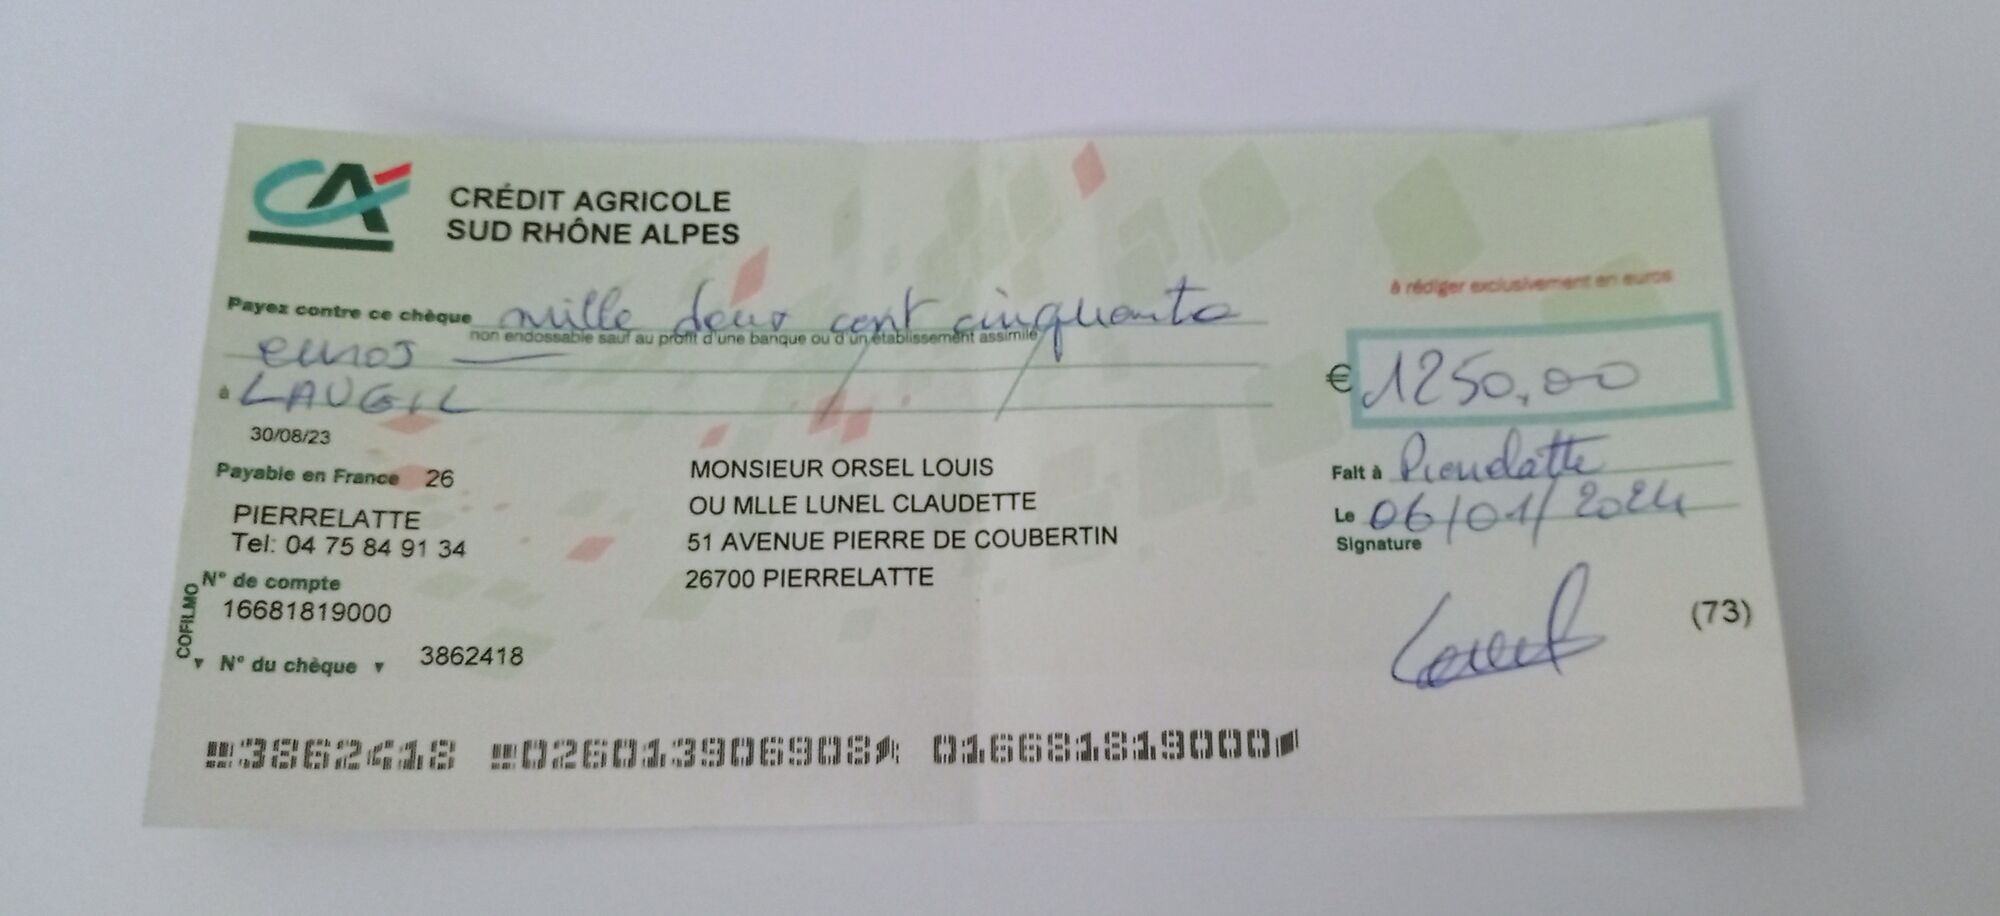 CA
CRÉDIT AGRICOLE
SUD RHÔNE ALPES
à rédiger exclusivement en euros
Payez contre ce chèque mille deux cent cinquante
non endossable sauf au profit d'une banque ou d'un établissement assimilé
euros
€ 1250,00
à LAUGIL
30/08/23
Payable en France 26
PIERRELATTE
Tel: 04 75 84 91 34
MONSIEUR ORSEL LOUIS
OU MLLE LUNEL CLAUDETTE
51 AVENUE PIERRE DE COUBERTIN
26700 PIERRELATTE
Fait à Pierrelatte
Le 06/01/2024
Signature
N° de compte
16681819000
(73)
COFILMO
N° du chèque 3862418
3862418 026013906908 016681819000